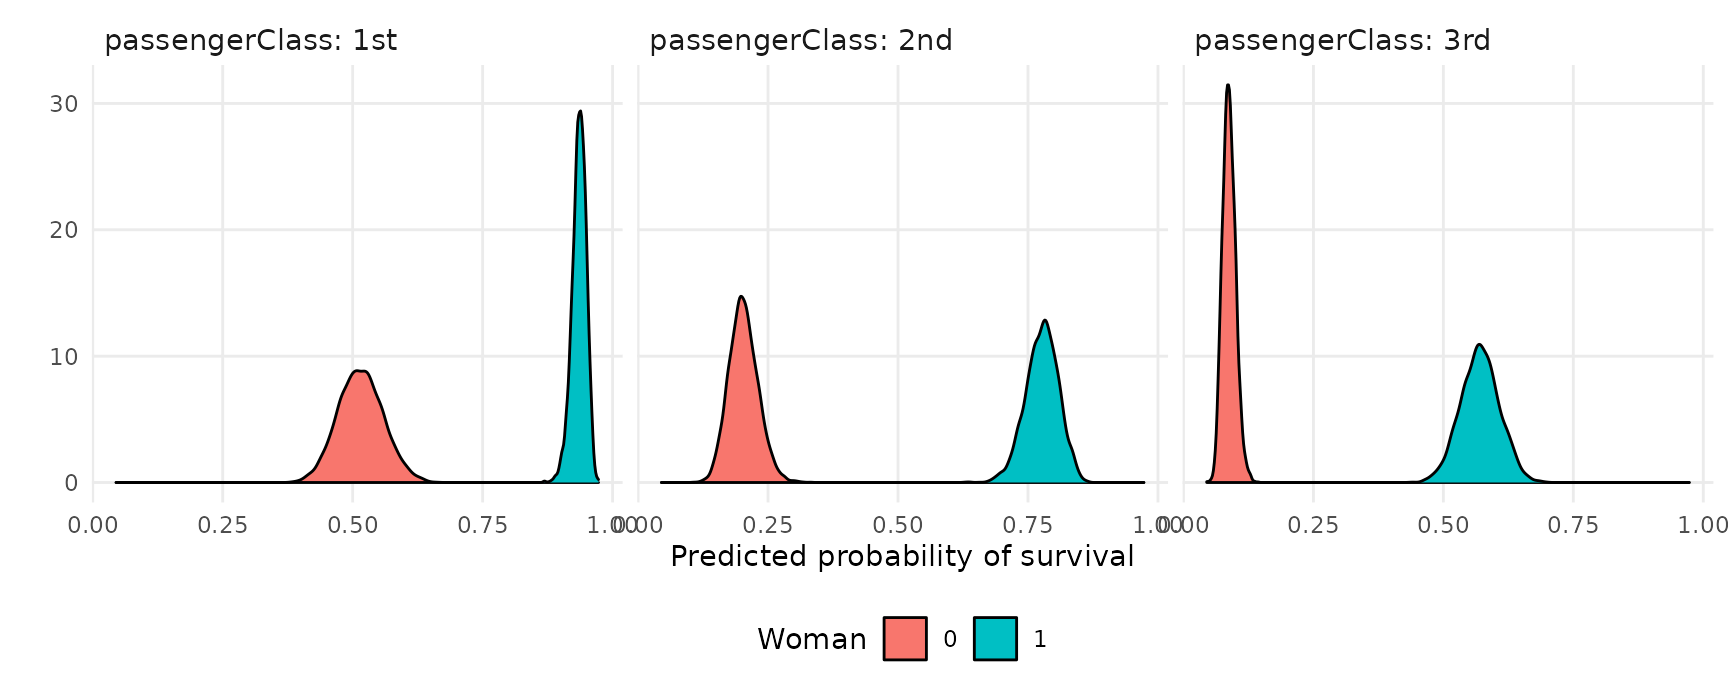 passengerClass: 1st passengerClass: 2nd passengerClass: 3rd
30
20
10
0
0.00 0.25 0.50 0.75 1.00 0.00 0.25 0.50 0.75 1.00 0.00 0.25 0.50 0.75 1.00
Predicted probability of survival
Woman 0 1